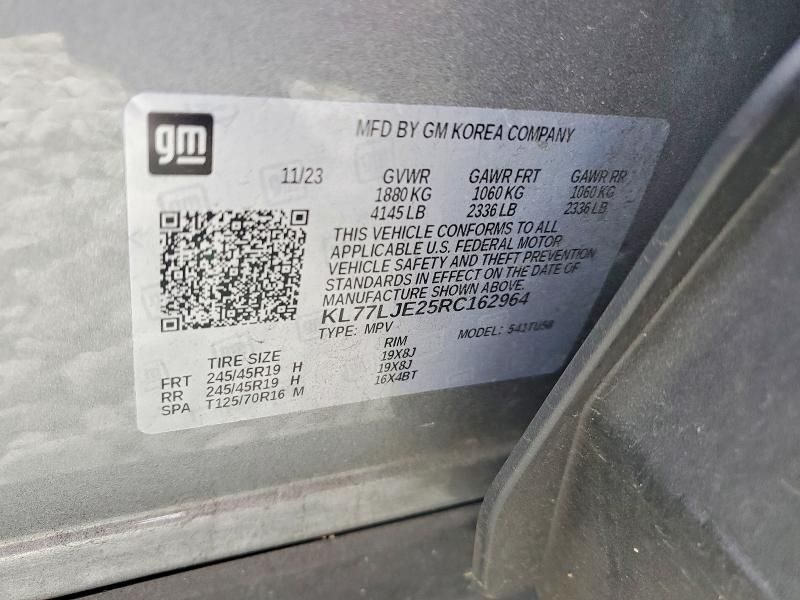 gm
MFD BY GM KOREA COMPANY
11/23 GVWR GAWR FRT GAWR RR
1880 KG 1060 KG 1060 KG
4145 LB 2336 LB 2336 LB
THIS VEHICLE CONFORMS TO ALL
APPLICABLE U.S. FEDERAL MOTOR
VEHICLE SAFETY AND THEFT PREVENTION
STANDARDS IN EFFECT ON THE DATE OF
MANUFACTURE SHOWN ABOVE.
KL77LJE25RC162964
TYPE: MPV MODEL: 541TU58
TIRE SIZE RIM
FRT 245/45R19 H 19X8J
RR 245/45R19 H 19X8J
SPA T125/70R16 M 16X4BT